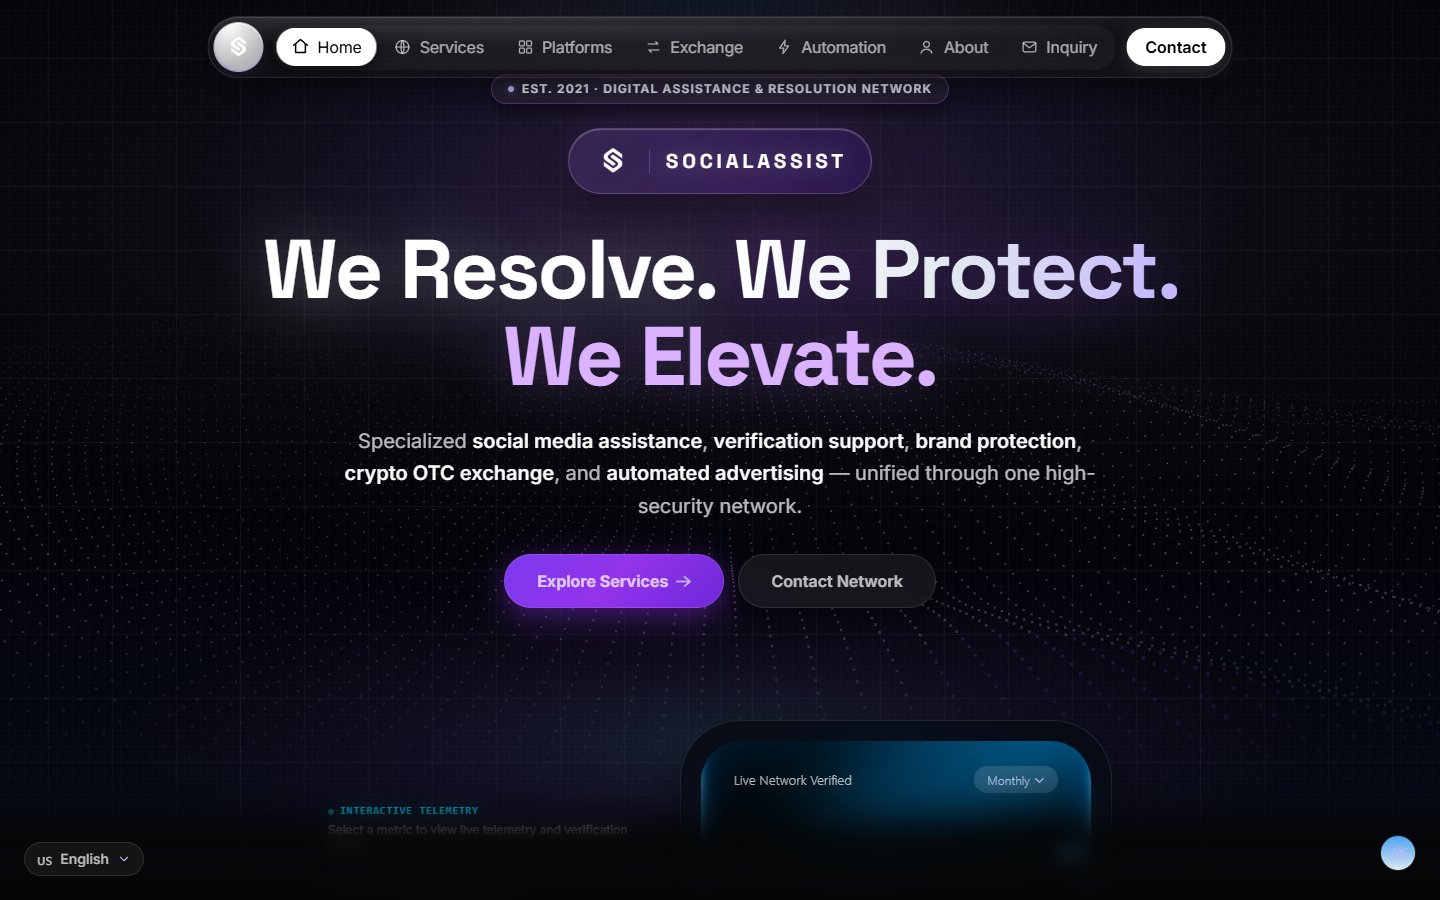 Home Services Platforms Exchange Automation About Inquiry Contact
EST. 2021 · DIGITAL ASSISTANCE & RESOLUTION NETWORK
SOCIALASSIST
We Resolve. We Protect.
We Elevate.
Specialized social media assistance, verification support, brand protection,
crypto OTC exchange, and automated advertising — unified through one high-
security network.
Explore Services →
Contact Network
Live Network Verified
Monthly
INTERACTIVE TELEMETRY
Select a metric to view live telemetry and verification
US English